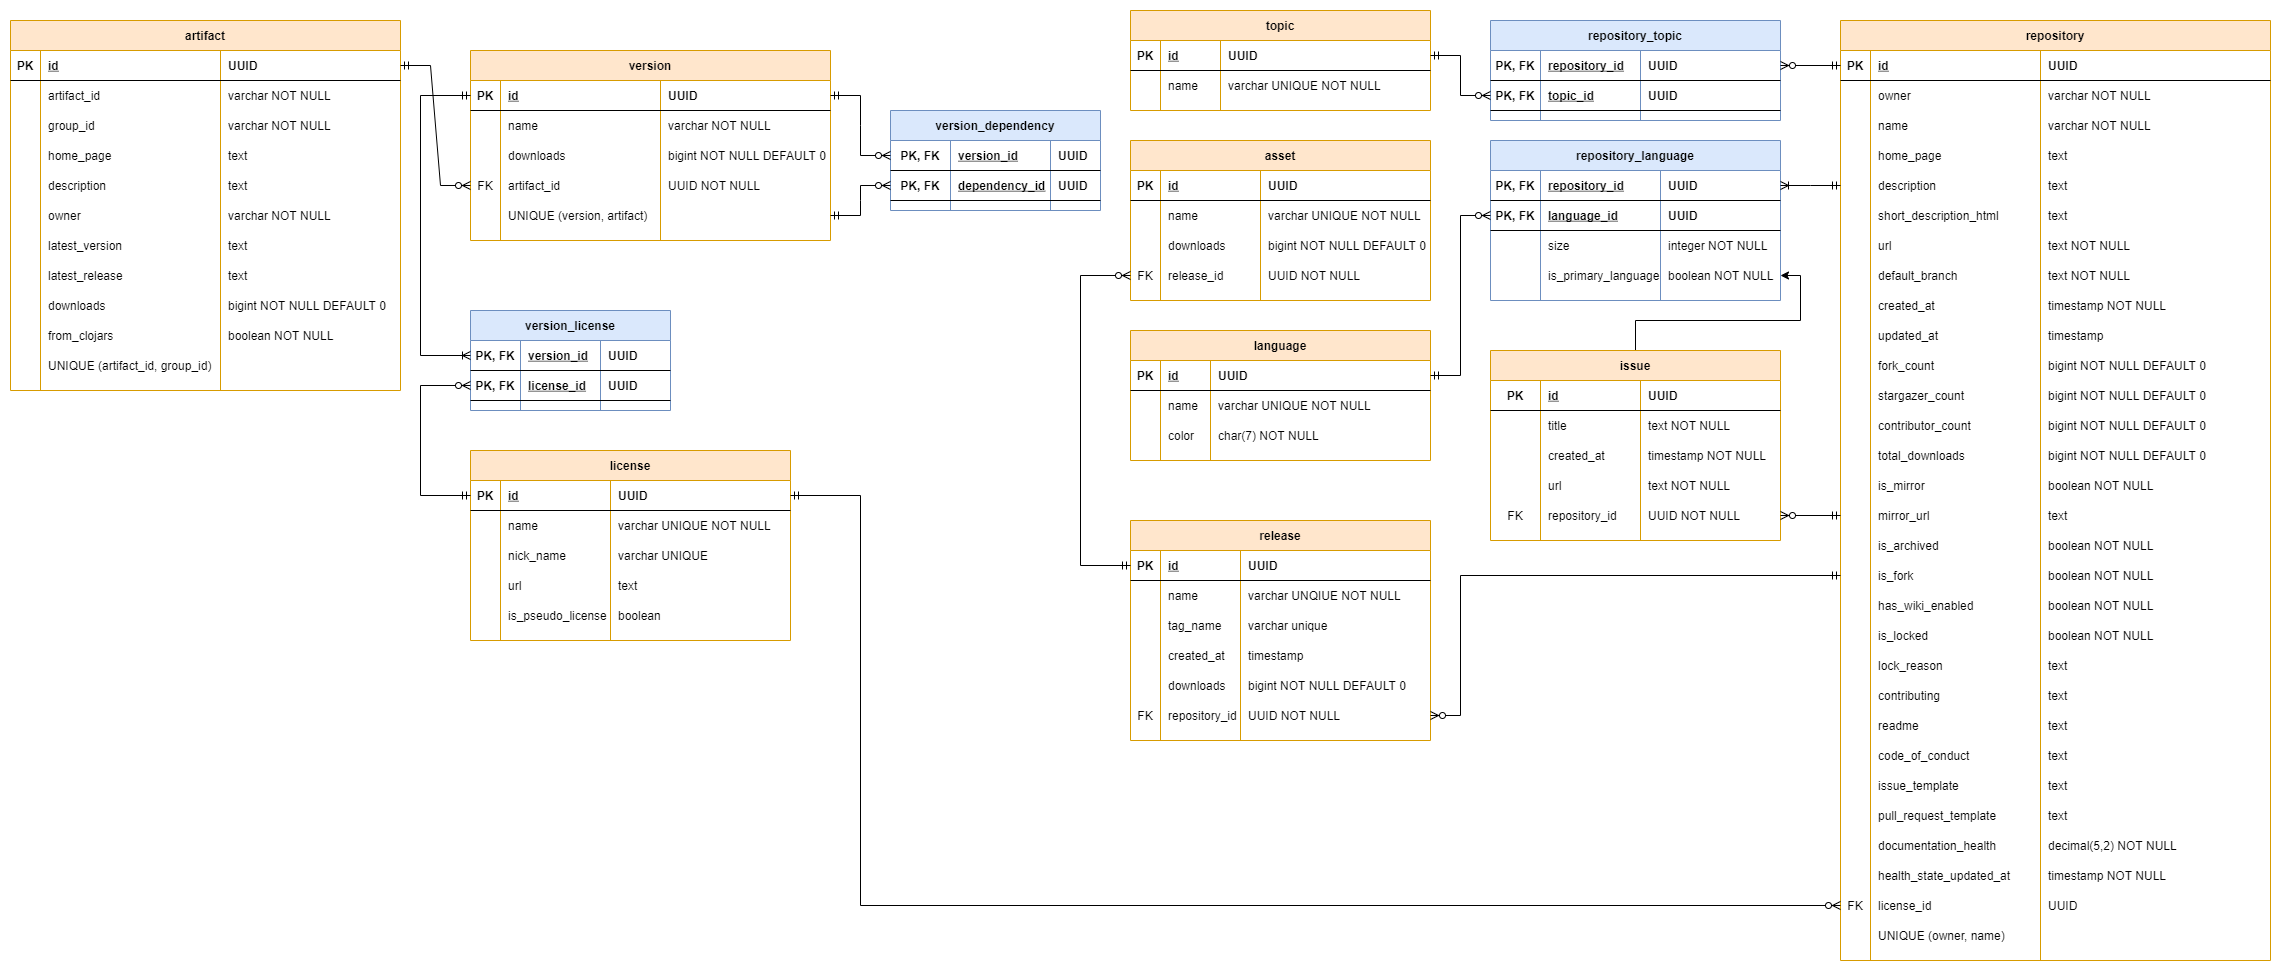 artifact
PK id UUID
artifact_id varchar NOT NULL
group_id varchar NOT NULL
home_page text
description text
owner varchar NOT NULL
latest_version text
latest_release text
downloads bigint NOT NULL DEFAULT 0
from_clojars boolean NOT NULL
UNIQUE (artifact_id, group_id)
version
PK id UUID
name varchar NOT NULL
downloads bigint NOT NULL DEFAULT 0
FK artifact_id UUID NOT NULL
UNIQUE (version, artifact)
version_dependency
PK, FK version_id UUID
PK, FK dependency_id UUID
version_license
PK, FK version_id UUID
PK, FK license_id UUID
license
PK id UUID
name varchar UNIQUE NOT NULL
nick_name varchar UNIQUE
url text
is_pseudo_license boolean
topic
PK id UUID
name varchar UNIQUE NOT NULL
asset
PK id UUID
name varchar UNIQUE NOT NULL
downloads bigint NOT NULL DEFAULT 0
FK release_id UUID NOT NULL
language
PK id UUID
name varchar UNIQUE NOT NULL
color char(7) NOT NULL
release
PK id UUID
name varchar UNQIUE NOT NULL
tag_name varchar unique
created_at timestamp
downloads bigint NOT NULL DEFAULT 0
FK repository_id UUID NOT NULL
repository_topic
PK, FK repository_id UUID
PK, FK topic_id UUID
repository_language
PK, FK repository_id UUID
PK, FK language_id UUID
size integer NOT NULL
is_primary_language boolean NOT NULL
issue
PK id UUID
title text NOT NULL
created_at timestamp NOT NULL
url text NOT NULL
FK repository_id UUID NOT NULL
repository
PK id UUID
owner varchar NOT NULL
name varchar NOT NULL
home_page text
description text
short_description_html text
url text NOT NULL
default_branch text NOT NULL
created_at timestamp NOT NULL
updated_at timestamp
fork_count bigint NOT NULL DEFAULT 0
stargazer_count bigint NOT NULL DEFAULT 0
contributor_count bigint NOT NULL DEFAULT 0
total_downloads bigint NOT NULL DEFAULT 0
is_mirror boolean NOT NULL
mirror_url text
is_archived boolean NOT NULL
is_fork boolean NOT NULL
has_wiki_enabled boolean NOT NULL
is_locked boolean NOT NULL
lock_reason text
contributing text
readme text
code_of_conduct text
issue_template text
pull_request_template text
documentation_health decimal(5,2) NOT NULL
health_state_updated_at timestamp NOT NULL
FK license_id UUID
UNIQUE (owner, name)